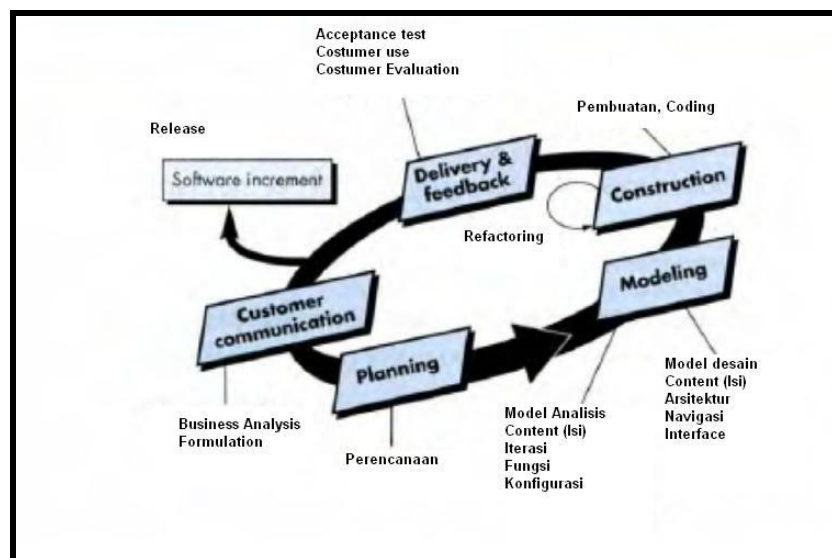 Acceptance test
Costumer use
Costumer Evaluation
Pembuatan, Coding
Release
Delivery &
feedback
Software increment
Construction
Refactoring
Modeling
Customer
communication
Planning
Model desain
Content (Isi)
Arsitektur
Navigasi
Interface
Business Analysis
Formulation
Model Analisis
Content (Isi)
Iterasi
Fungsi
Konfigurasi
Perencanaan